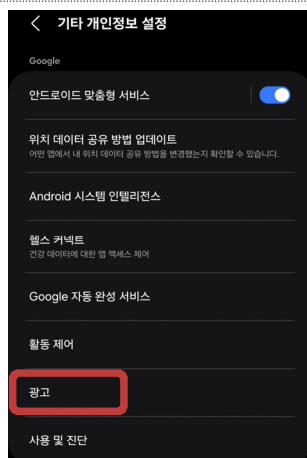 기타 개인정보 설정
Google
안드로이드 맞춤형 서비스
위치 데이터 공유 방법 업데이트
어떤 앱에서 내 위치 데이터 공유 방법을 변경했는지 확인할 수 있습니다.
Android 시스템 인텔리전스
헬스 커넥트
건강 데이터에 대한 앱 액세스 제어
Google 자동 완성 서비스
활동 제어
광고
사용 및 진단